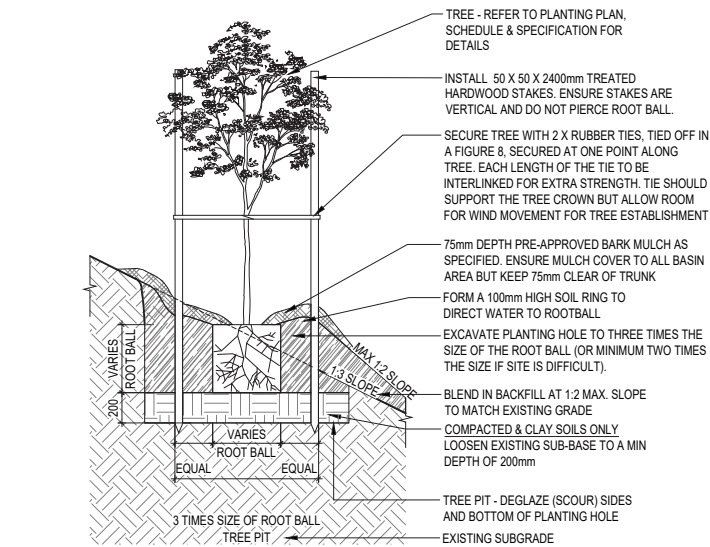 TREE - REFER TO PLANTING PLAN,
SCHEDULE & SPECIFICATION FOR
DETAILS
INSTALL 50 X 50 X 2400mm TREATED
HARDWOOD STAKES. ENSURE STAKES ARE
VERTICAL AND DO NOT PIERCE ROOT BALL.
SECURE TREE WITH 2 X RUBBER TIES, TIED OFF IN
A FIGURE 8, SECURED AT ONE POINT ALONG
TREE. EACH LENGTH OF THE TIE TO BE
INTERLINKED FOR EXTRA STRENGTH. TIE SHOULD
SUPPORT THE TREE CROWN BUT ALLOW ROOM
FOR WIND MOVEMENT FOR TREE ESTABLISHMENT
75mm DEPTH PRE-APPROVED BARK MULCH AS
SPECIFIED. ENSURE MULCH COVER TO ALL BASIN
AREA BUT KEEP 75mm CLEAR OF TRUNK
FORM A 100mm HIGH SOIL RING TO
DIRECT WATER TO ROOTBALL
EXCAVATE PLANTING HOLE TO THREE TIMES THE
SIZE OF THE ROOT BALL (OR MINIMUM TWO TIMES
THE SIZE IF SITE IS DIFFICULT).
BLEND IN BACKFILL AT 1:2 MAX. SLOPE
TO MATCH EXISTING GRADE
COMPACTED & CLAY SOILS ONLY
LOOSEN EXISTING SUB-BASE TO A MIN
DEPTH OF 200mm
TREE PIT - DEGLAZE (SCOUR) SIDES
AND BOTTOM OF PLANTING HOLE
EXISTING SUBGRADE
MAX 1:2 SLOPE
1:3 SLOPE
VARIES
ROOT BALL
200
VARIES
ROOT BALL
EQUAL
EQUAL
3 TIMES SIZE OF ROOT BALL
TREE PIT